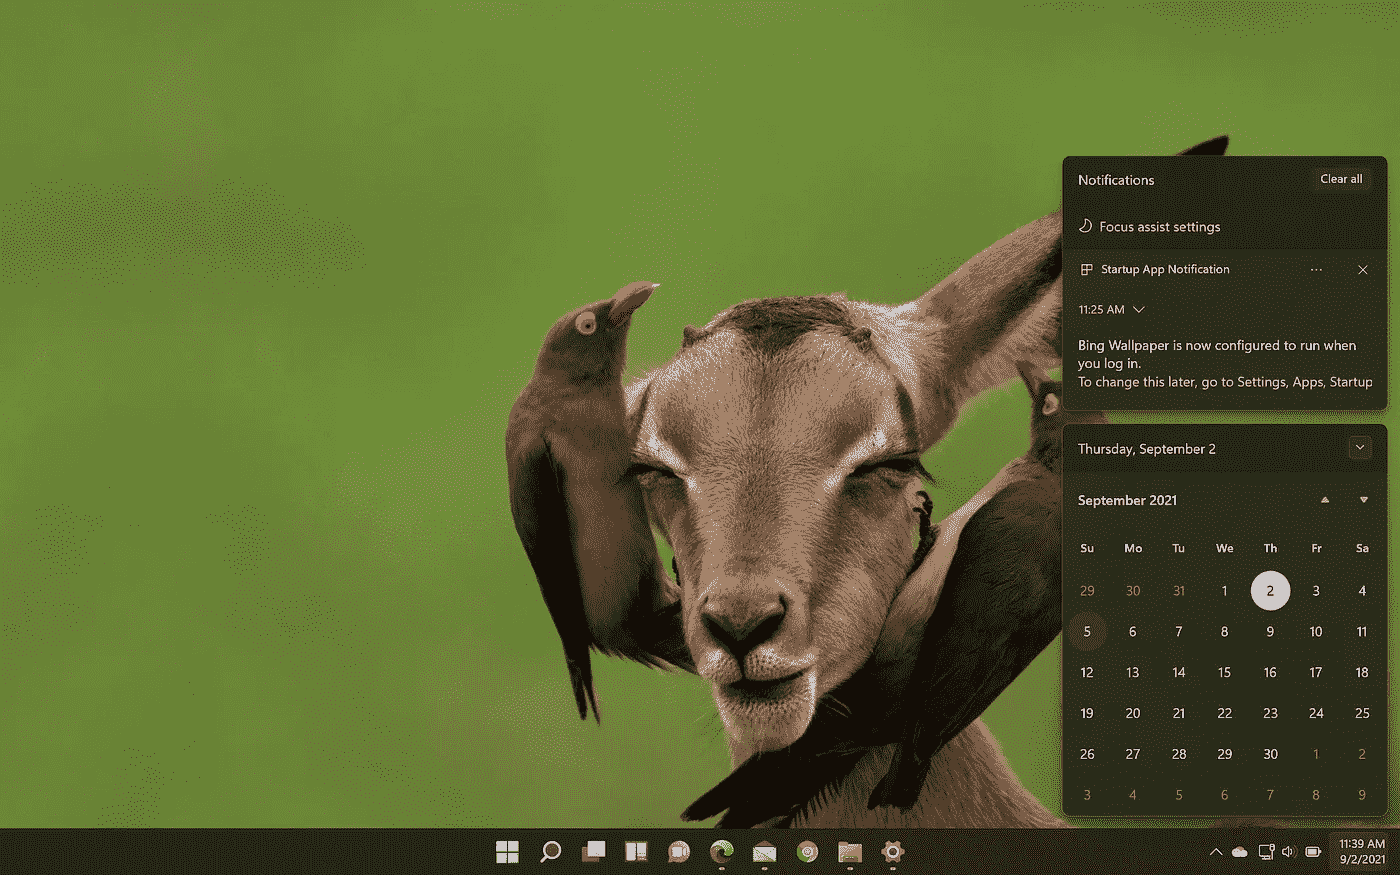 Notifications
Clear all
Focus assist settings
Startup App Notification
11:25 AM
Bing Wallpaper is now configured to run when
you log in.
To change this later, go to Settings, Apps, Startup
Thursday, September 2
September 2021
Su Mo Tu We Th Fr Sa
29 30 31 1 2 3 4
5 6 7 8 9 10 11
12 13 14 15 16 17 18
19 20 21 22 23 24 25
26 27 28 29 30 1 2
3 4 5 6 7 8 9
11:39 AM
9/2/2021